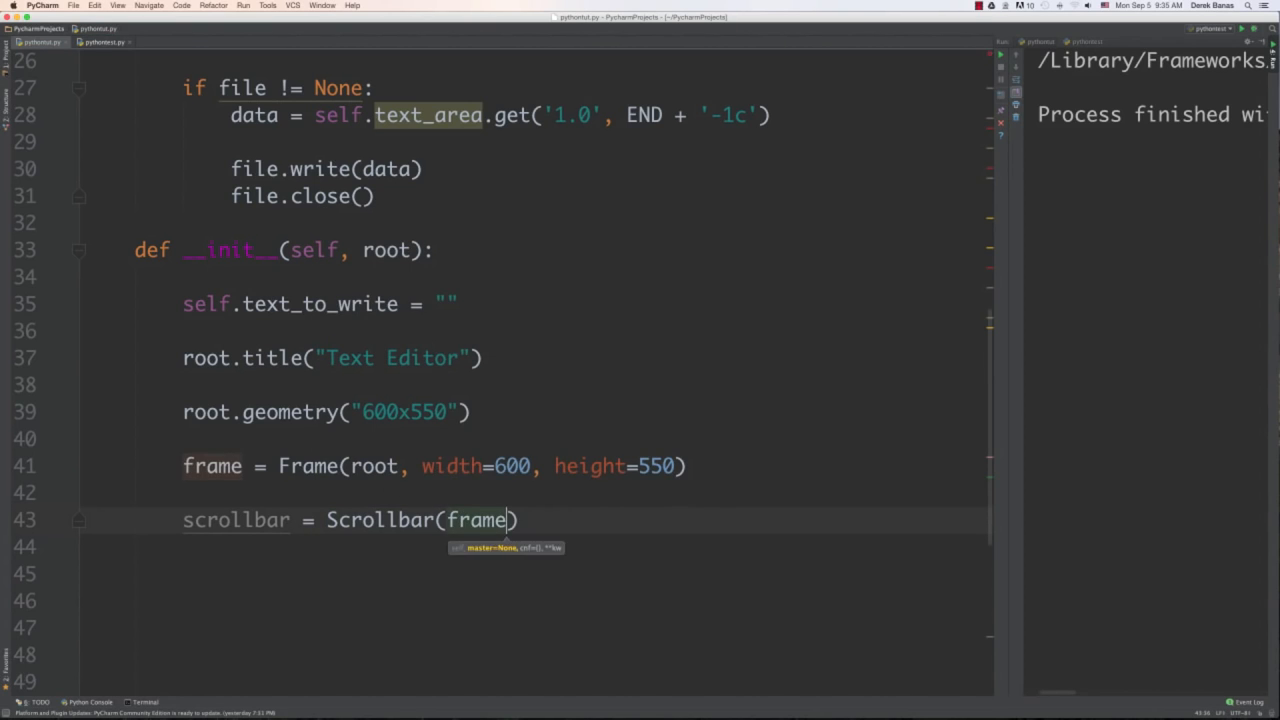 PyCharm File Edit View Navigate Code Refactor Run Tools VCS Window Help
10 Mon Sep 5 9:35 AM Derek Banas
pythontut.py - PycharmProjects - [~/PycharmProjects]
PycharmProjects pythontut.py pythontest
pythontut.py pythontest.py Run: pythontut pythontest
1: Project
Z: Structure
2: Favorites
Run
26
27 if file != None:
28 data = self.text_area.get('1.0', END + '-1c')
29
30 file.write(data)
31 file.close()
32
33 def __init__(self, root):
34
35 self.text_to_write = ""
36
37 root.title("Text Editor")
38
39 root.geometry("600x550")
40
41 frame = Frame(root, width=600, height=550)
42
43 scrollbar = Scrollbar(frame)
self, master=None, cnf={}, **kw
44
45
46
47
48
49
/Library/Frameworks
Process finished wi
6: TODO Python Console Terminal Event Log
Platform and Plugin Updates: PyCharm Community Edition is ready to update. (yesterday 7:51 PM) 43:36 LF÷ UTF-8÷